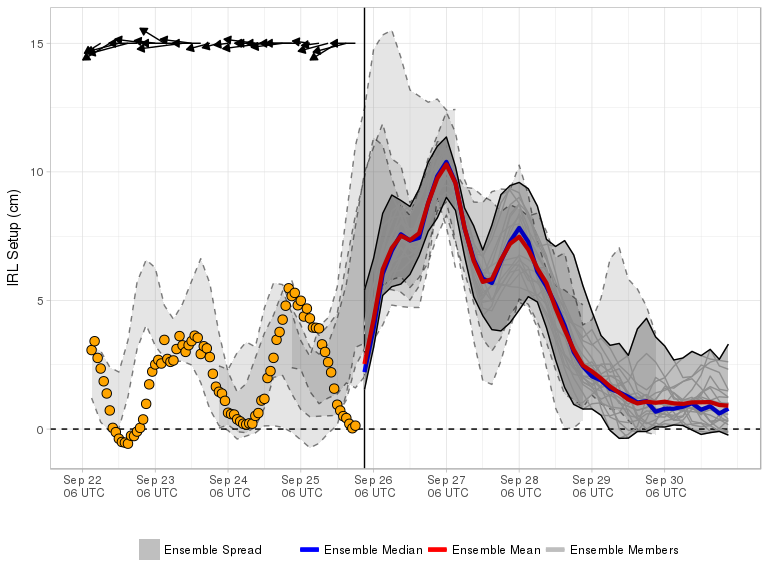 15
10
5
0
IRL Setup (cm)
Sep 22 Sep 23 Sep 24 Sep 25 Sep 26 Sep 27 Sep 28 Sep 29 Sep 30
06 UTC 06 UTC 06 UTC 06 UTC 06 UTC 06 UTC 06 UTC 06 UTC 06 UTC
Ensemble Spread Ensemble Median Ensemble Mean Ensemble Members